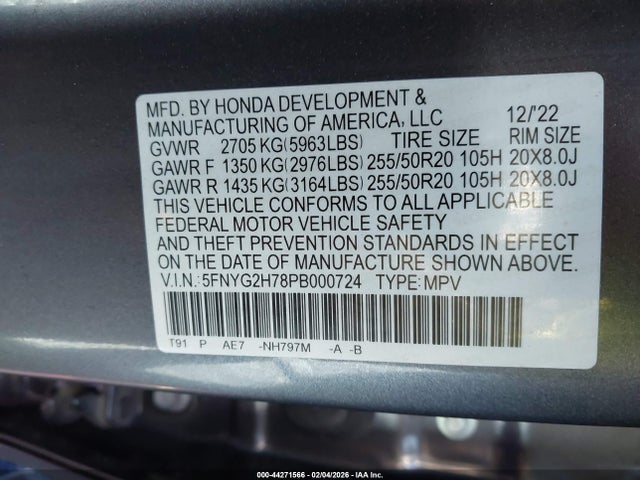 MFD. BY HONDA DEVELOPMENT &
MANUFACTURING OF AMERICA, LLC 12/'22
GVWR 2705 KG(5963LBS) TIRE SIZE RIM SIZE
GAWR F 1350 KG(2976LBS) 255/50R20 105H 20X8.0J
GAWR R 1435 KG(3164LBS) 255/50R20 105H 20X8.0J
THIS VEHICLE CONFORMS TO ALL APPLICABLE
FEDERAL MOTOR VEHICLE SAFETY
AND THEFT PREVENTION STANDARDS IN EFFECT
ON THE DATE OF MANUFACTURE SHOWN ABOVE.
V.I.N.: 5FNYG2H78PB000724 TYPE: MPV
T91 P AE7 -NH797M -A -B
000-44271566 - 02/04/2026 - IAA Inc.